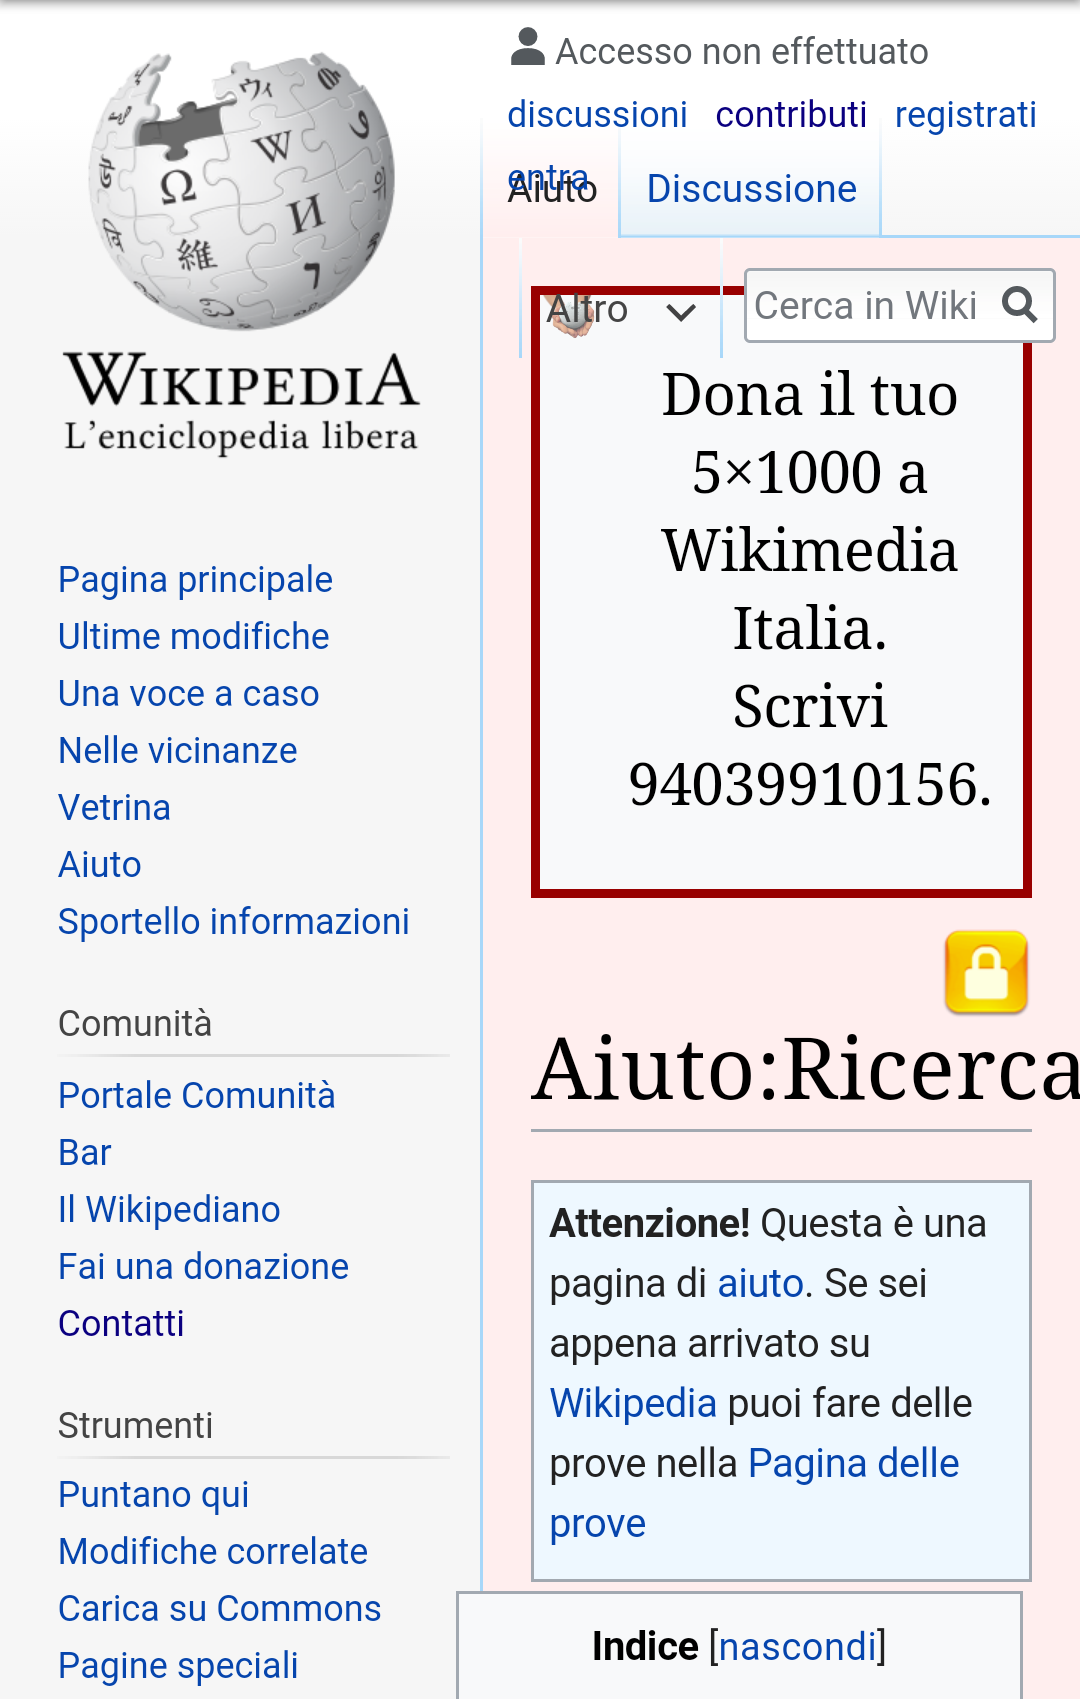 Accesso non effettuato
discussioni contributi registrati
entra
Aiuto Discussione
Altro
Cerca in Wiki
WIKIPEDIA
L'enciclopedia libera
Pagina principale
Ultime modifiche
Una voce a caso
Nelle vicinanze
Vetrina
Aiuto
Sportello informazioni
Comunità
Portale Comunità
Bar
Il Wikipediano
Fai una donazione
Contatti
Strumenti
Puntano qui
Modifiche correlate
Carica su Commons
Pagine speciali
Dona il tuo
5×1000 a
Wikimedia
Italia.
Scrivi
94039910156.
Aiuto:Ricerca
Attenzione! Questa è una
pagina di aiuto. Se sei
appena arrivato su
Wikipedia puoi fare delle
prove nella Pagina delle
prove
Indice [nascondi]